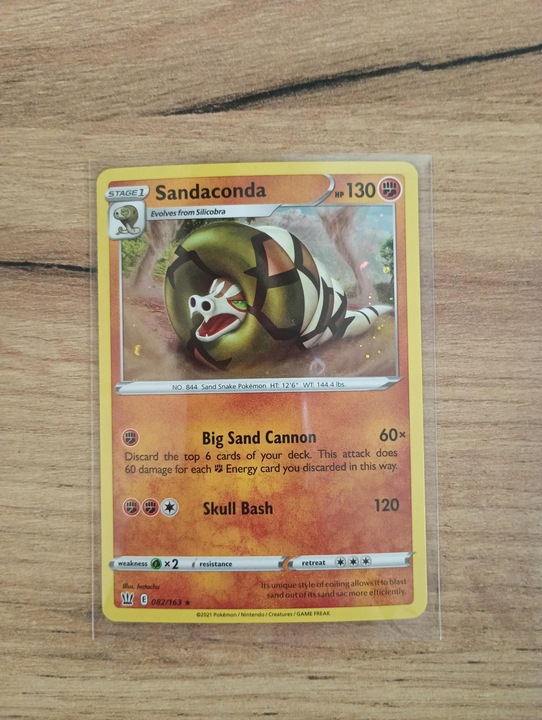 STAGE 1 Sandaconda HP 130
Evolves from Silicobra
NO. 844 Sand Snake Pokémon HT: 12'6" WT: 144.4 lbs.
Big Sand Cannon 60×
Discard the top 6 cards of your deck. This attack does
60 damage for each Energy card you discarded in this way.
Skull Bash 120
weakness ×2 resistance retreat
Illus. Its unique style of coiling allows it to blast
sand out of its sand sac more efficiently.
E 082/163 ★
©2021 Pokémon / Nintendo / Creatures / GAME FREAK